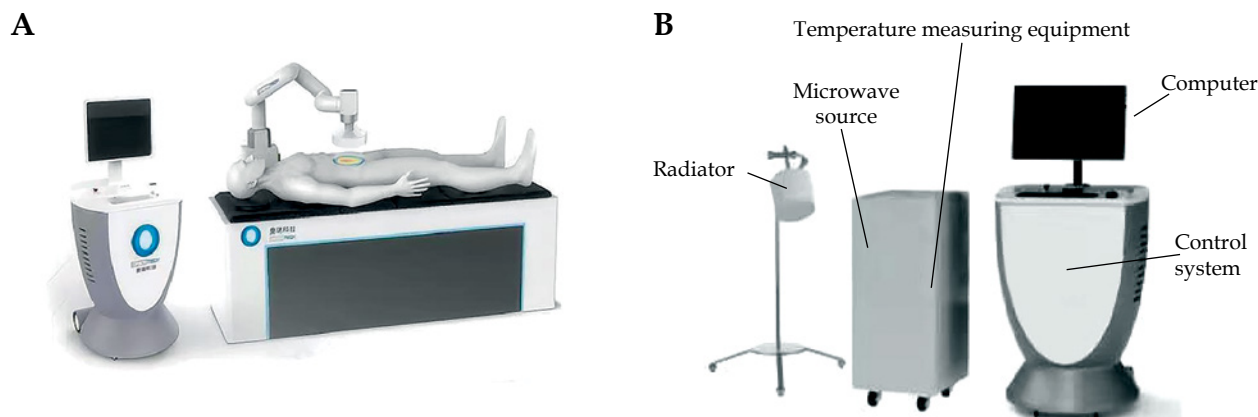 A
B
Temperature measuring equipment
Computer
Microwave
source
Radiator
Control
system